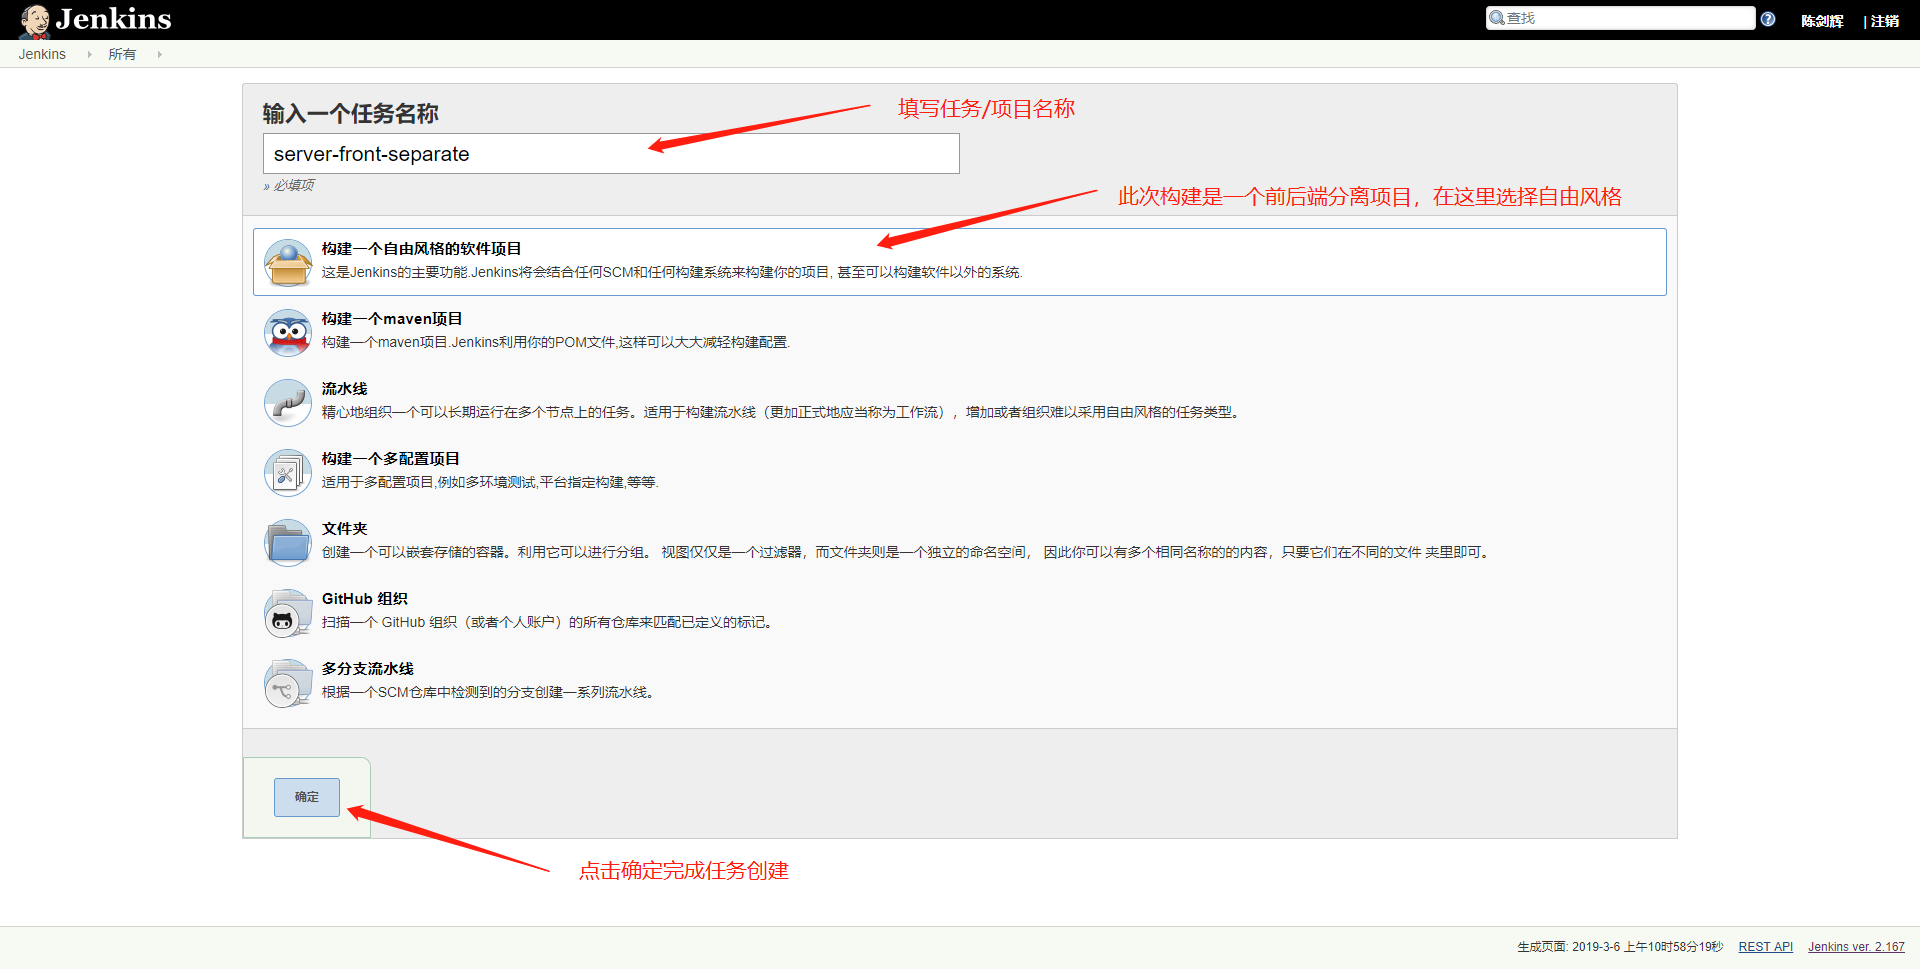 Jenkins
查找
陈剑辉
| 注销
Jenkins
所有
输入一个任务名称
填写任务/项目名称
server-front-separate
» 必填项
此次构建是一个前后端分离项目，在这里选择自由风格
构建一个自由风格的软件项目
这是Jenkins的主要功能.Jenkins将会结合任何SCM和任何构建系统来构建你的项目, 甚至可以构建软件以外的系统.
构建一个maven项目
构建一个maven项目.Jenkins利用你的POM文件,这样可以大大减轻构建配置.
流水线
精心地组织一个可以长期运行在多个节点上的任务。适用于构建流水线（更加正式地应当称为工作流），增加或者组织难以采用自由风格的任务类型。
构建一个多配置项目
适用于多配置项目,例如多环境测试,平台指定构建,等等.
文件夹
创建一个可以嵌套存储的容器。利用它可以进行分组。 视图仅仅是一个过滤器，而文件夹则是一个独立的命名空间， 因此你可以有多个相同名称的的内容，只要它们在不同的文件 夹里即可。
GitHub 组织
扫描一个 GitHub 组织（或者个人账户）的所有仓库来匹配已定义的标记。
多分支流水线
根据一个SCM仓库中检测到的分支创建一系列流水线。
确定
点击确定完成任务创建
生成页面: 2019-3-6 上午10时58分19秒
REST API
Jenkins ver. 2.167